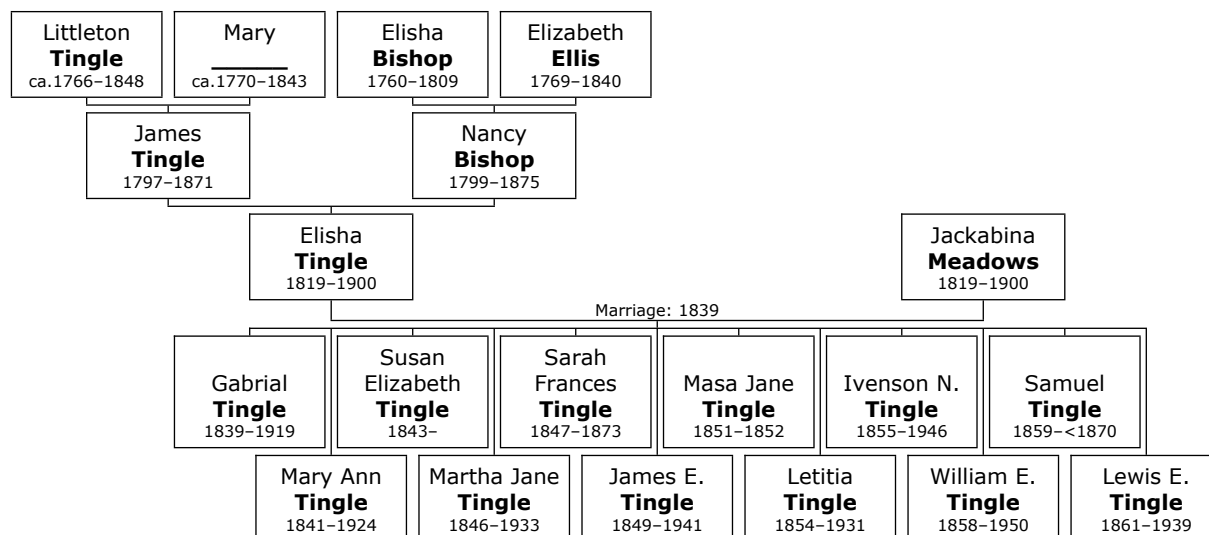 Littleton
Tingle
ca.1766–1848
Mary
ca.1770–1843
Elisha
Bishop
1760–1809
Elizabeth
Ellis
1769–1840
James
Tingle
1797–1871
Nancy
Bishop
1799–1875
Elisha
Tingle
1819–1900
Jackabina
Meadows
1819–1900
Marriage: 1839
Gabrial
Tingle
1839–1919
Susan
Elizabeth
Tingle
1843–
Sarah
Frances
Tingle
1847–1873
Masa Jane
Tingle
1851–1852
Ivenson N.
Tingle
1855–1946
Samuel
Tingle
1859–<1870
Mary Ann
Tingle
1841–1924
Martha Jane
Tingle
1846–1933
James E.
Tingle
1849–1941
Letitia
Tingle
1854–1931
William E.
Tingle
1858–1950
Lewis E.
Tingle
1861–1939